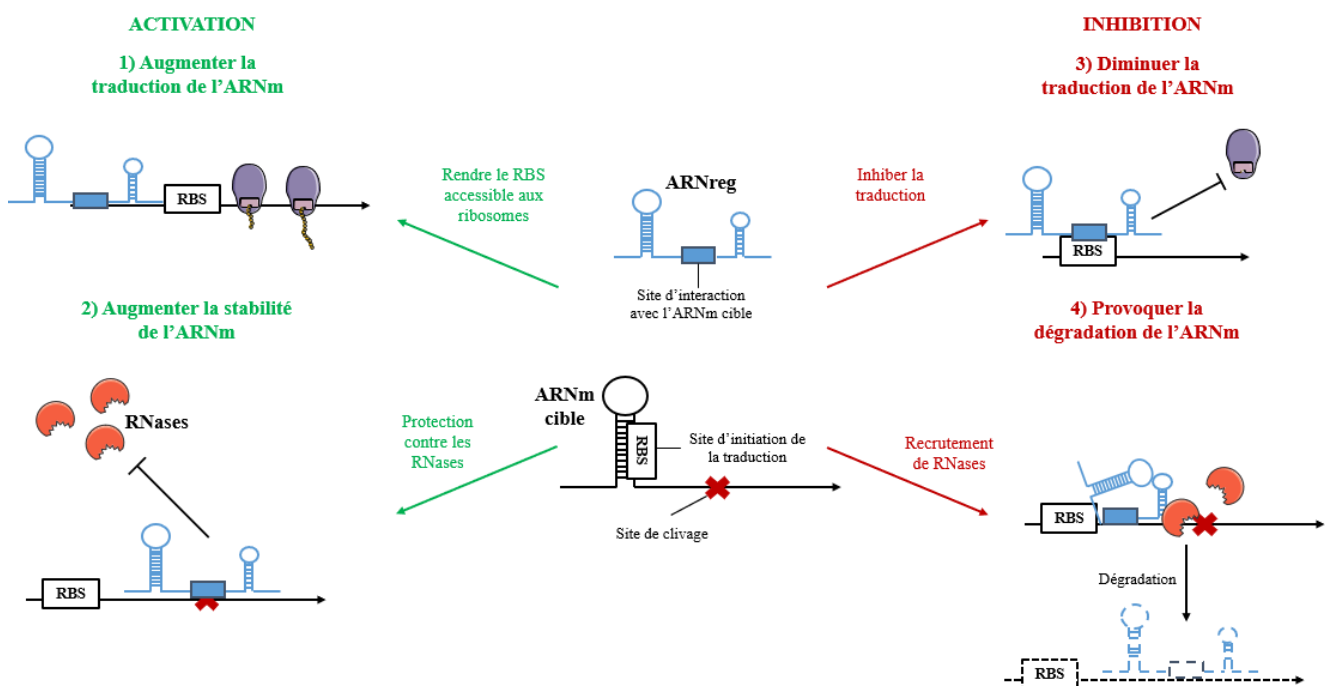 ACTIVATION
1) Augmenter la
traduction de l’ARNm
RBS
Rendre le RBS
accessible aux
ribosomes
2) Augmenter la stabilité
de l’ARNm
RNases
Protection
contre les
RNases
RBS
ARNreg
Site d’interaction
avec l’ARNm cible
ARNm
cible
RBS
Site d’initiation de
la traduction
Site de clivage
INHIBITION
3) Diminuer la
traduction de l’ARNm
Inhiber la
traduction
RBS
4) Provoquer la
dégradation de l’ARNm
Recrutement
de RNases
RBS
Dégradation
RBS